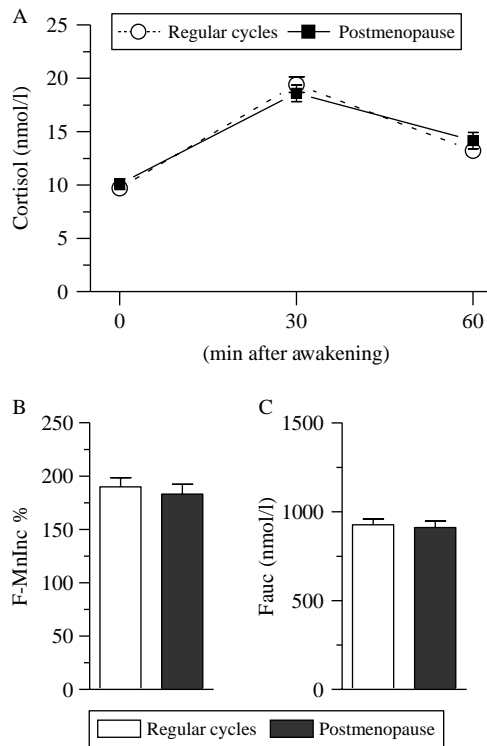 A
25
Regular cycles
Postmenopause
20
15
10
5
0
Cortisol (nmol/l)
0
30
60
(min after awakening)
B
250
200
150
100
50
0
F-MnInc %
C
1500
1000
500
0
Fauc (nmol/l)
Regular cycles
Postmenopause